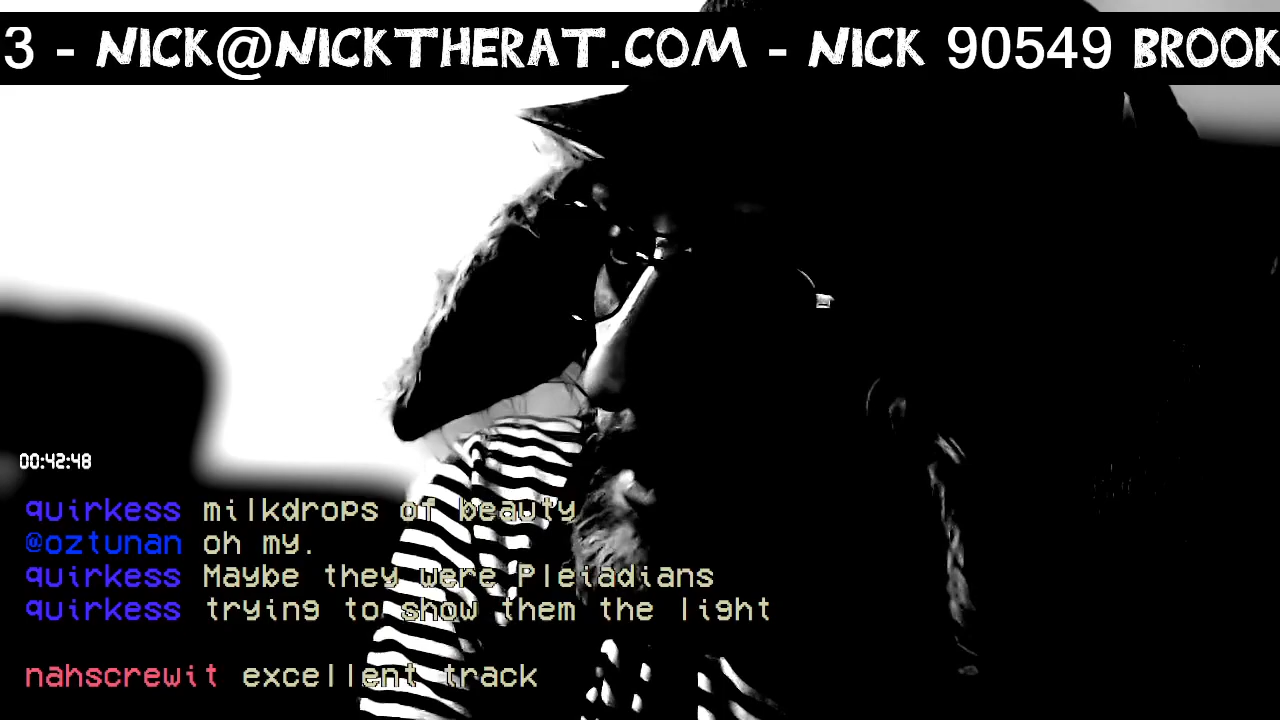 3 - NICK@NICKTHERAT.COM - NICK 90549 BROOK
00:42:48
quirkess milkdrops of beauty
@oztunan oh my.
quirkess Maybe they were Pleiadians
quirkess trying to show them the light
nahscrewit excellent track